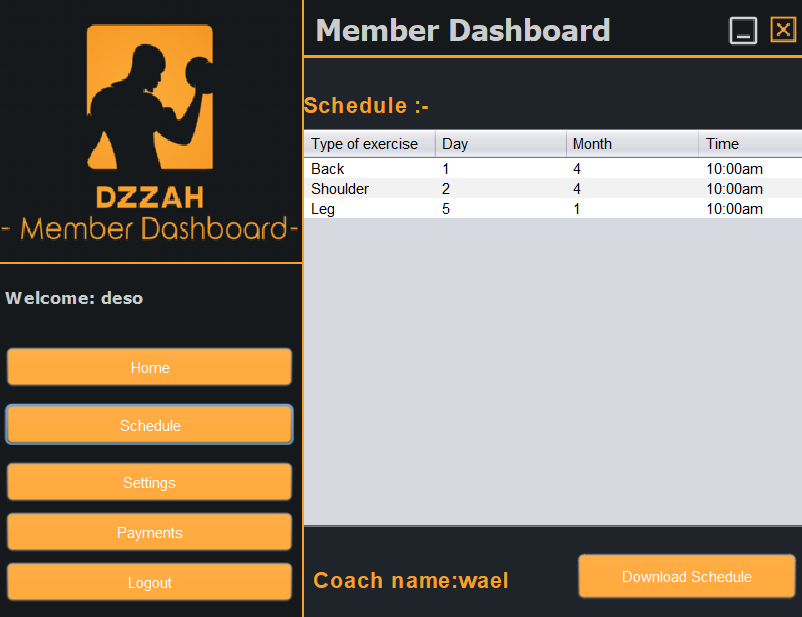 DZZAH
- Member Dashboard-
Welcome: deso
Home
Schedule
Settings
Payments
Logout
Member Dashboard
Schedule :-
Type of exercise Day Month Time
Back 1 4 10:00am
Shoulder 2 4 10:00am
Leg 5 1 10:00am
Coach name:wael
Download Schedule